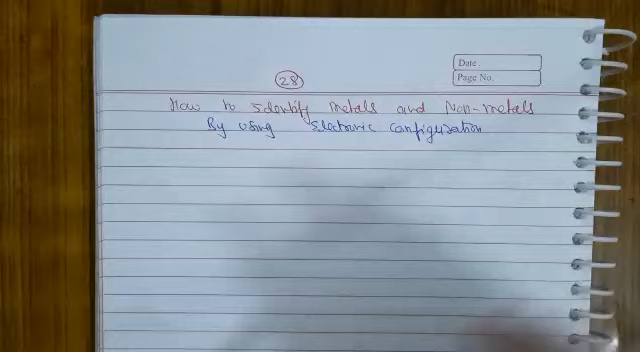 28
Date.
Page No.
How to Identify Metals and Non-metals
By using Electronic Configuration